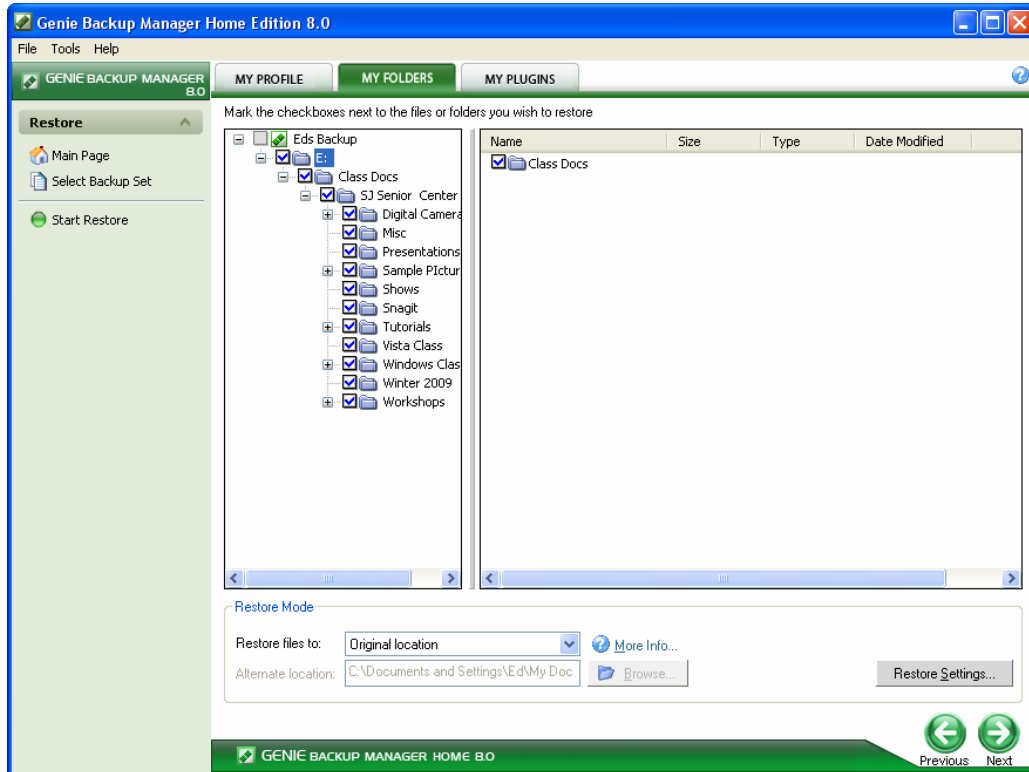 Genie Backup Manager Home Edition 8.0
File Tools Help
GENIE BACKUP MANAGER
8.0
MY PROFILE
MY FOLDERS
MY PLUGINS
Restore
Main Page
Select Backup Set
Start Restore
Mark the checkboxes next to the files or folders you wish to restore
Eds Backup
E:
Class Docs
SJ Senior Center
Digital Camera
Misc
Presentations
Sample PIctur
Shows
Snagit
Tutorials
Vista Class
Windows Clas
Winter 2009
Workshops
Name Size Type Date Modified
Class Docs
Restore Mode
Restore files to: Original location More Info...
Alternate location: C:\Documents and Settings\Ed\My Doc Browse... Restore Settings...
GENIE BACKUP MANAGER HOME 8.0
Previous Next